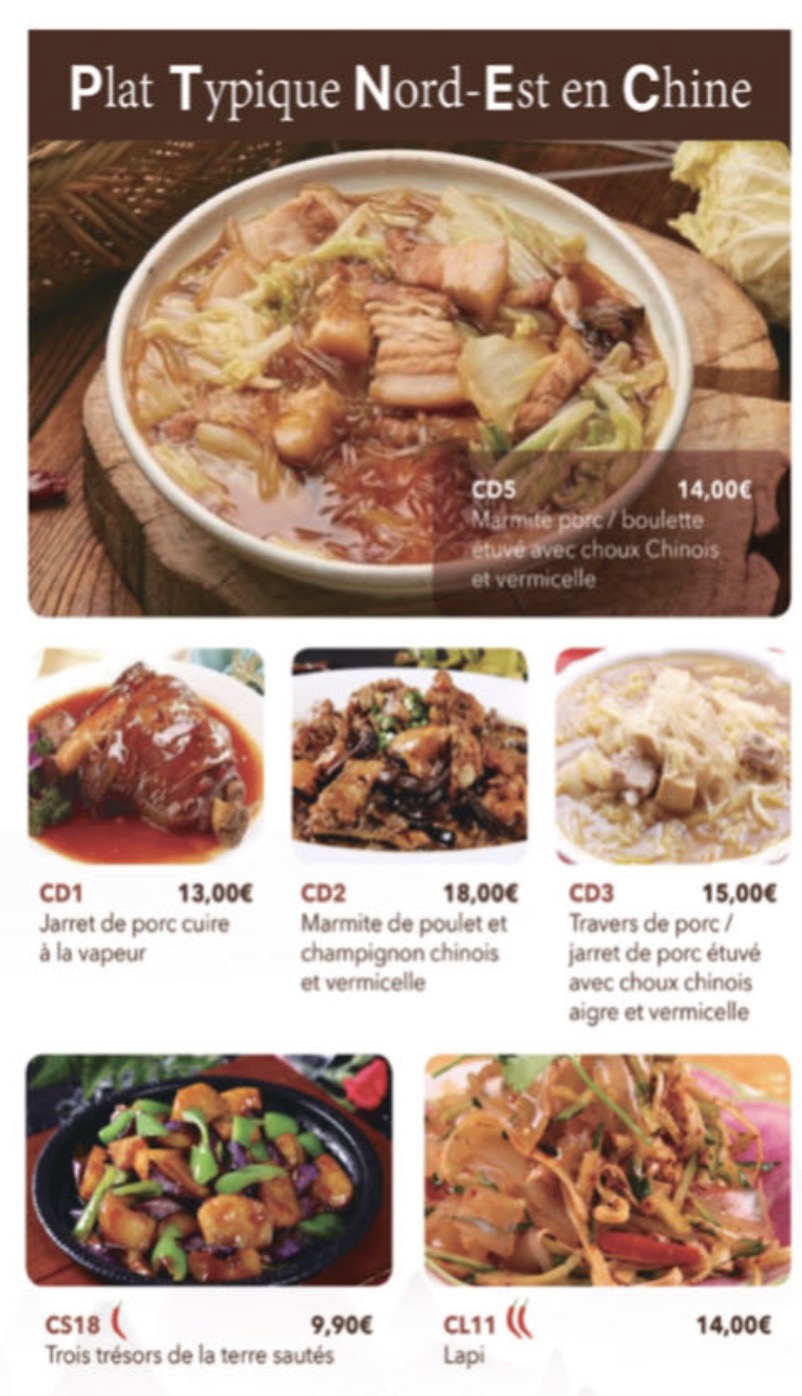 Plat Typique Nord-Est en Chine
CD5 14,00€
Marmite porc / boulette
étuvé avec choux Chinois
et vermicelle
CD1 13,00€
Jarret de porc cuire
à la vapeur
CD2 18,00€
Marmite de poulet et
champignon chinois
et vermicelle
CD3 15,00€
Travers de porc /
jarret de porc étuvé
avec choux chinois
aigre et vermicelle
CS18 9,90€
Trois trésors de la terre sautés
CL11 14,00€
Lapi